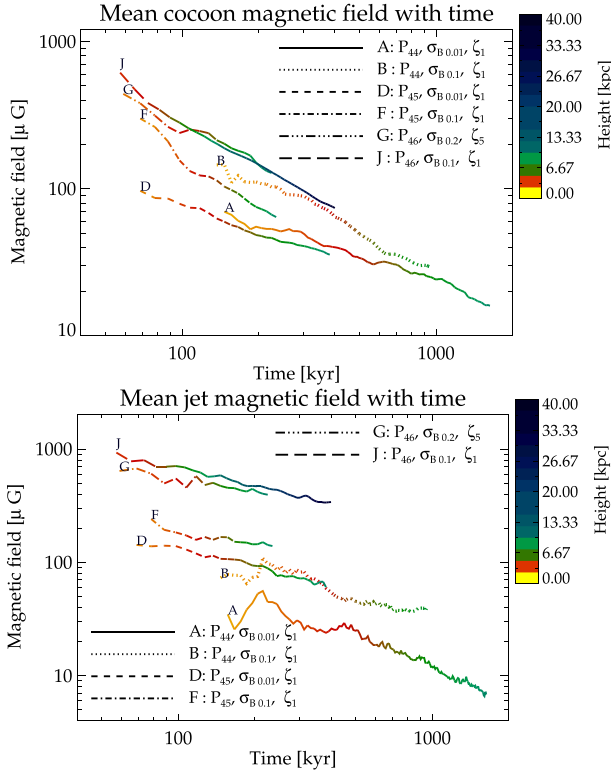 Mean cocoon magnetic field with time
1000
100
10
Magnetic field [μ G]
J
G
F
D
B
A
A: P44, σB 0.01, ζ1
B : P44, σB 0.1, ζ1
D: P45, σB 0.01, ζ1
F : P45, σB 0.1, ζ1
G: P46, σB 0.2, ζ5
J : P46, σB 0.1, ζ1
100
1000
Time [kyr]
40.00
33.33
26.67
20.00
13.33
6.67
0.00
Height [kpc]
Mean jet magnetic field with time
1000
100
10
Magnetic field [μ G]
J
G
F
D
B
A
G: P46, σB 0.2, ζ5
J : P46, σB 0.1, ζ1
A: P44, σB 0.01, ζ1
B : P44, σB 0.1, ζ1
D: P45, σB 0.01, ζ1
F : P45, σB 0.1, ζ1
100
1000
Time [kyr]
40.00
33.33
26.67
20.00
13.33
6.67
0.00
Height [kpc]